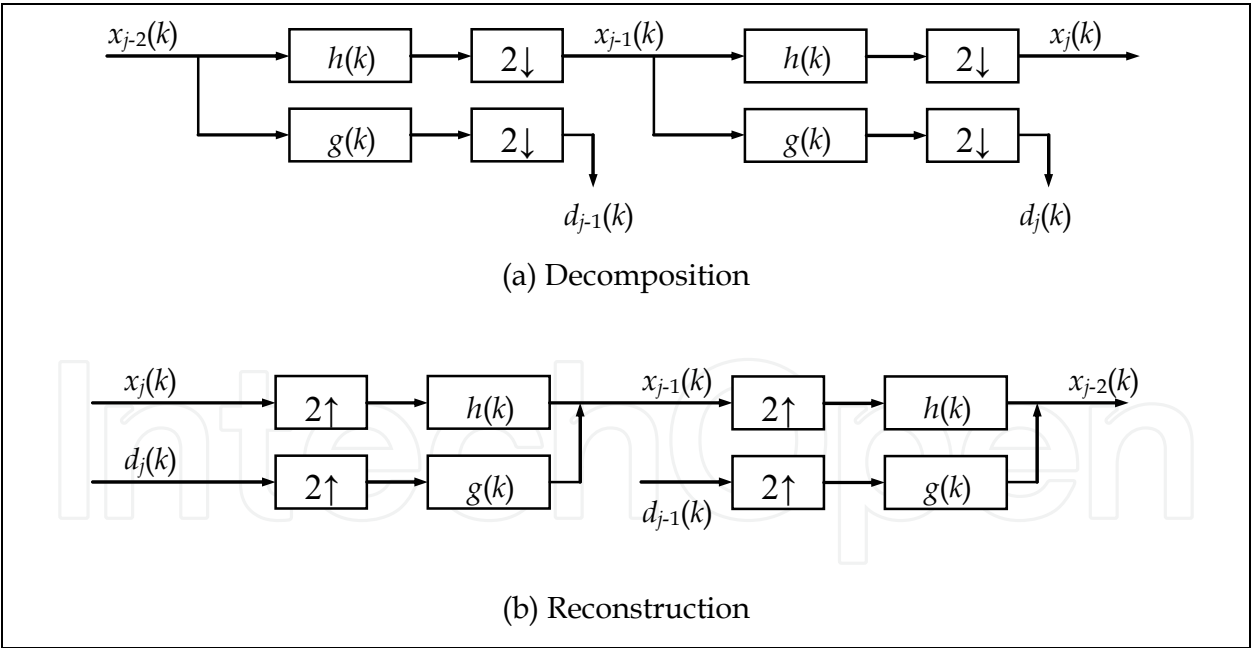 x_{j-2}(k) h(k) 2↓ x_{j-1}(k) h(k) 2↓ x_j(k)
g(k) 2↓ g(k) 2↓
d_{j-1}(k) d_j(k)
(a) Decomposition
x_j(k) 2↑ h(k) x_{j-1}(k) 2↑ h(k) x_{j-2}(k)
d_j(k) 2↑ g(k) d_{j-1}(k) 2↑ g(k)
IntechOpen
(b) Reconstruction